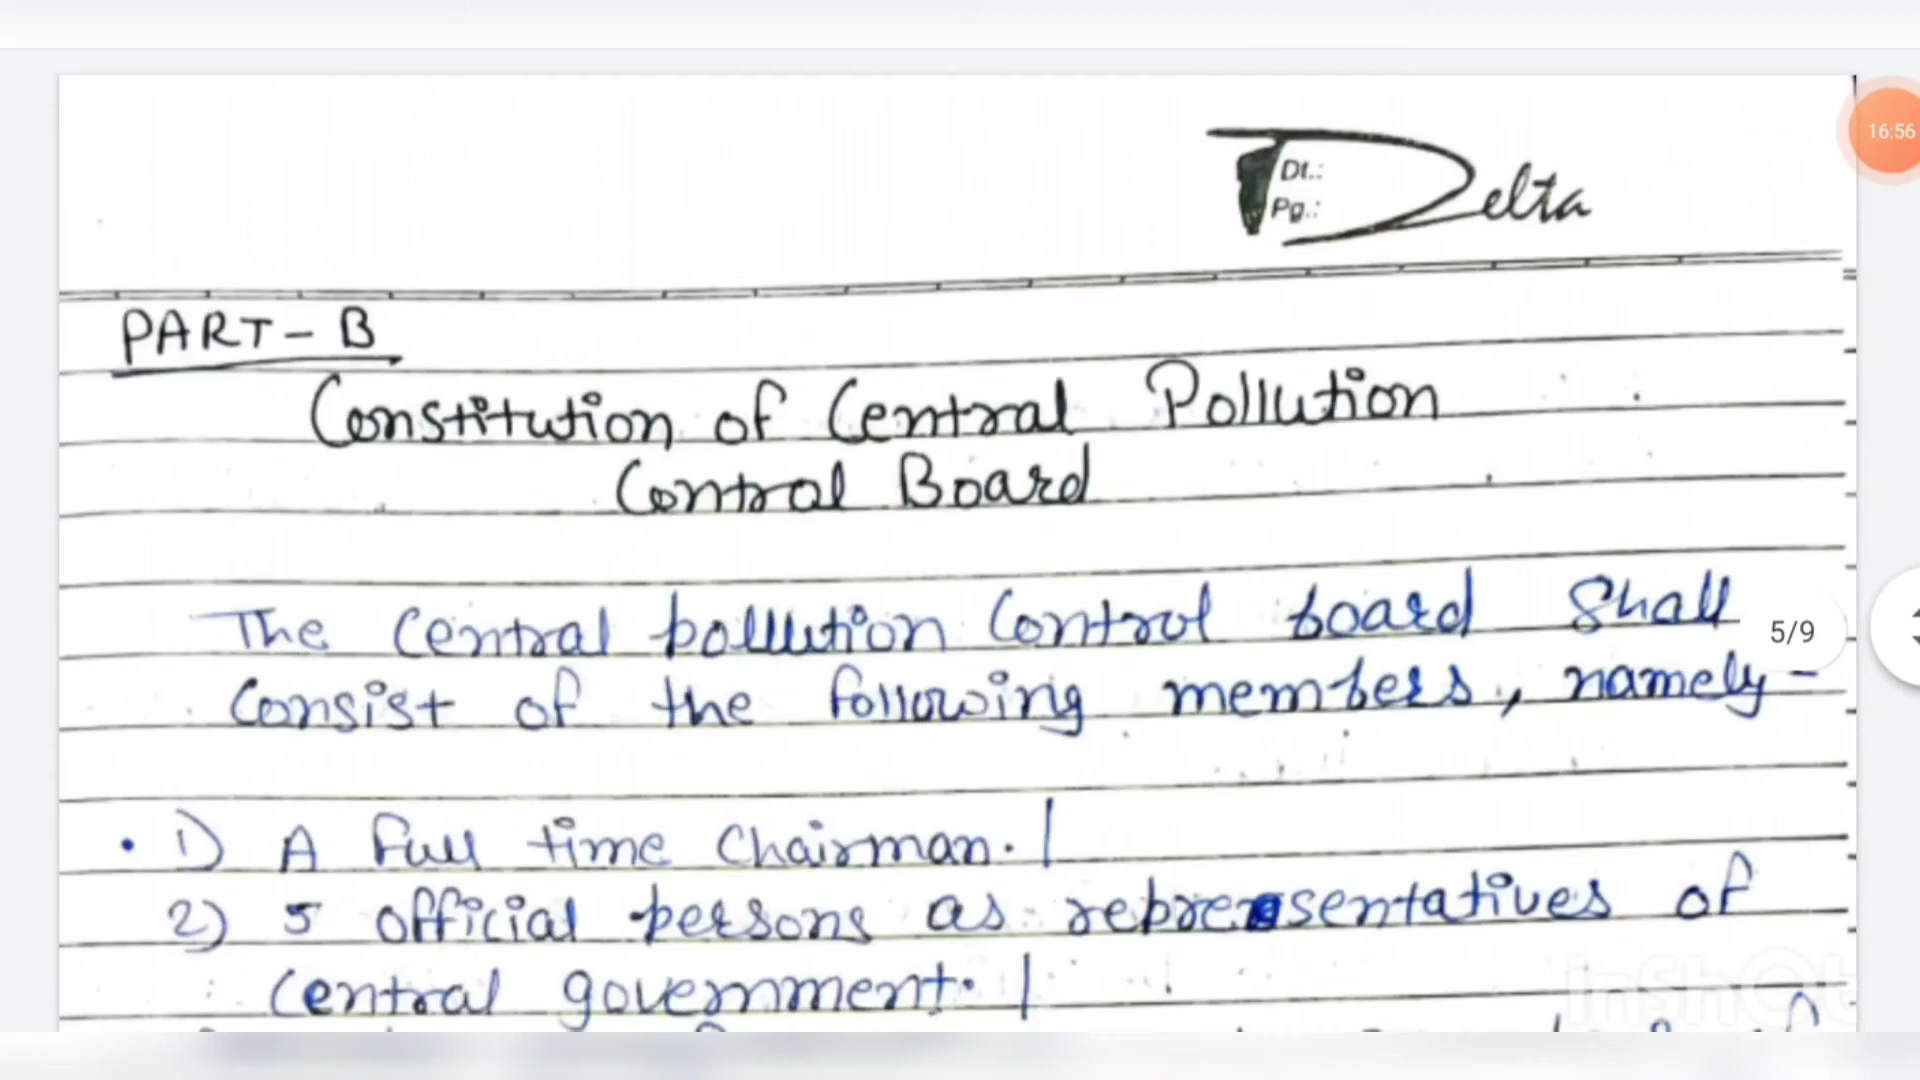 16:56
Dt.:
Pg.:
Delta
PART-B
Constitution of Central Pollution
Control Board
The Central pollution Control board Shall
5/9
Consist of the following members, namely-
• 1) A Full time Chairman. |
2) 5 official persons as representatives of
Central government. |
InShOt